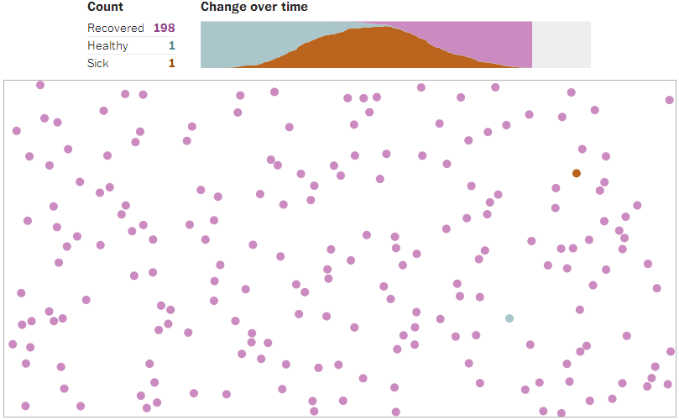 Count
Change over time
Recovered 198
Healthy 1
Sick 1